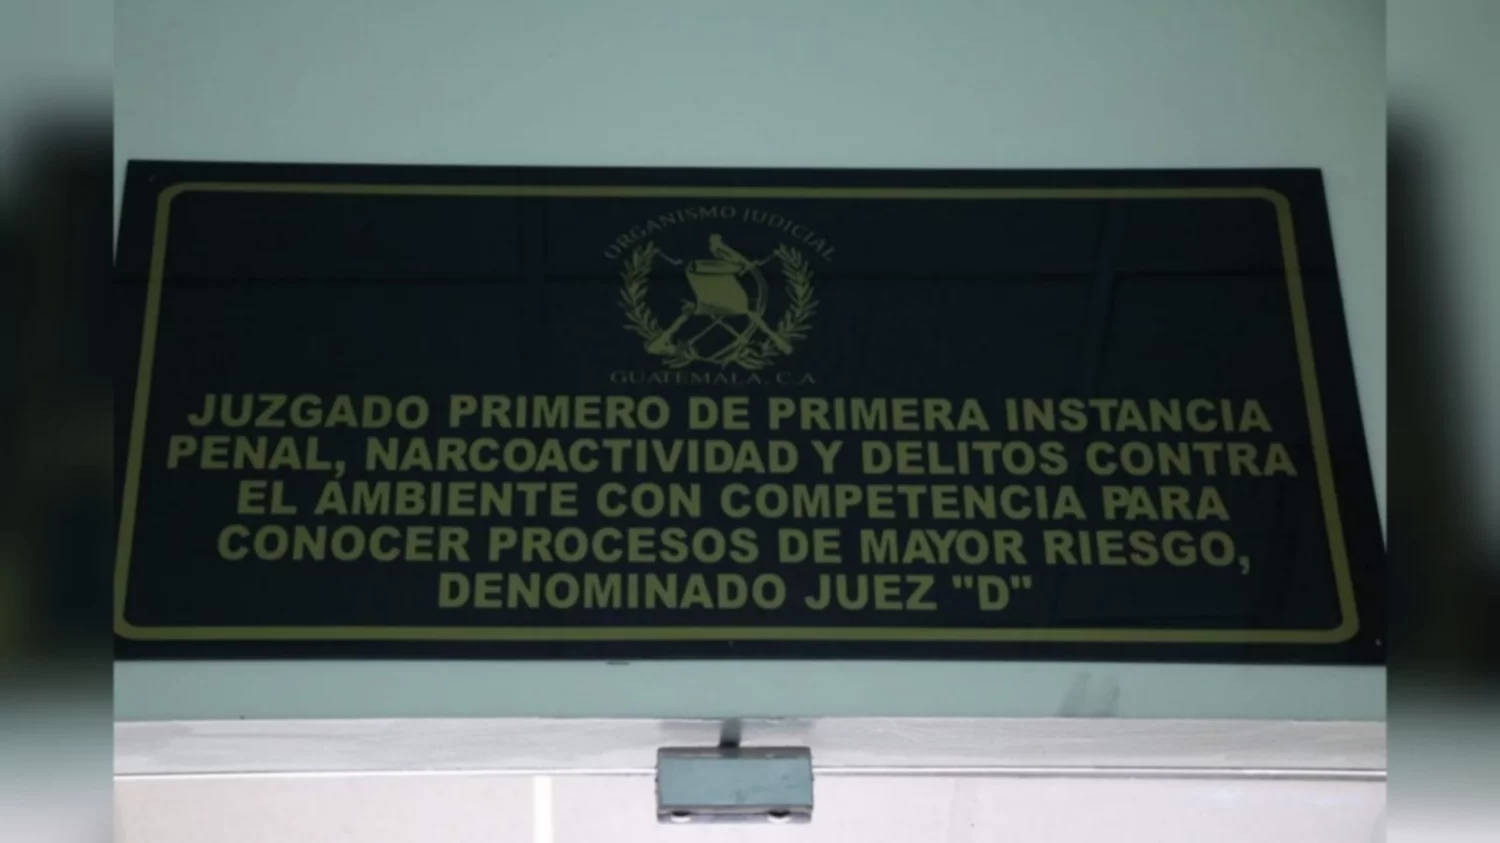 ORGANISMO JUDICIAL
GUATEMALA, C.A.
JUZGADO PRIMERO DE PRIMERA INSTANCIA
PENAL, NARCOACTIVIDAD Y DELITOS CONTRA
EL AMBIENTE CON COMPETENCIA PARA
CONOCER PROCESOS DE MAYOR RIESGO,
DENOMINADO JUEZ "D"